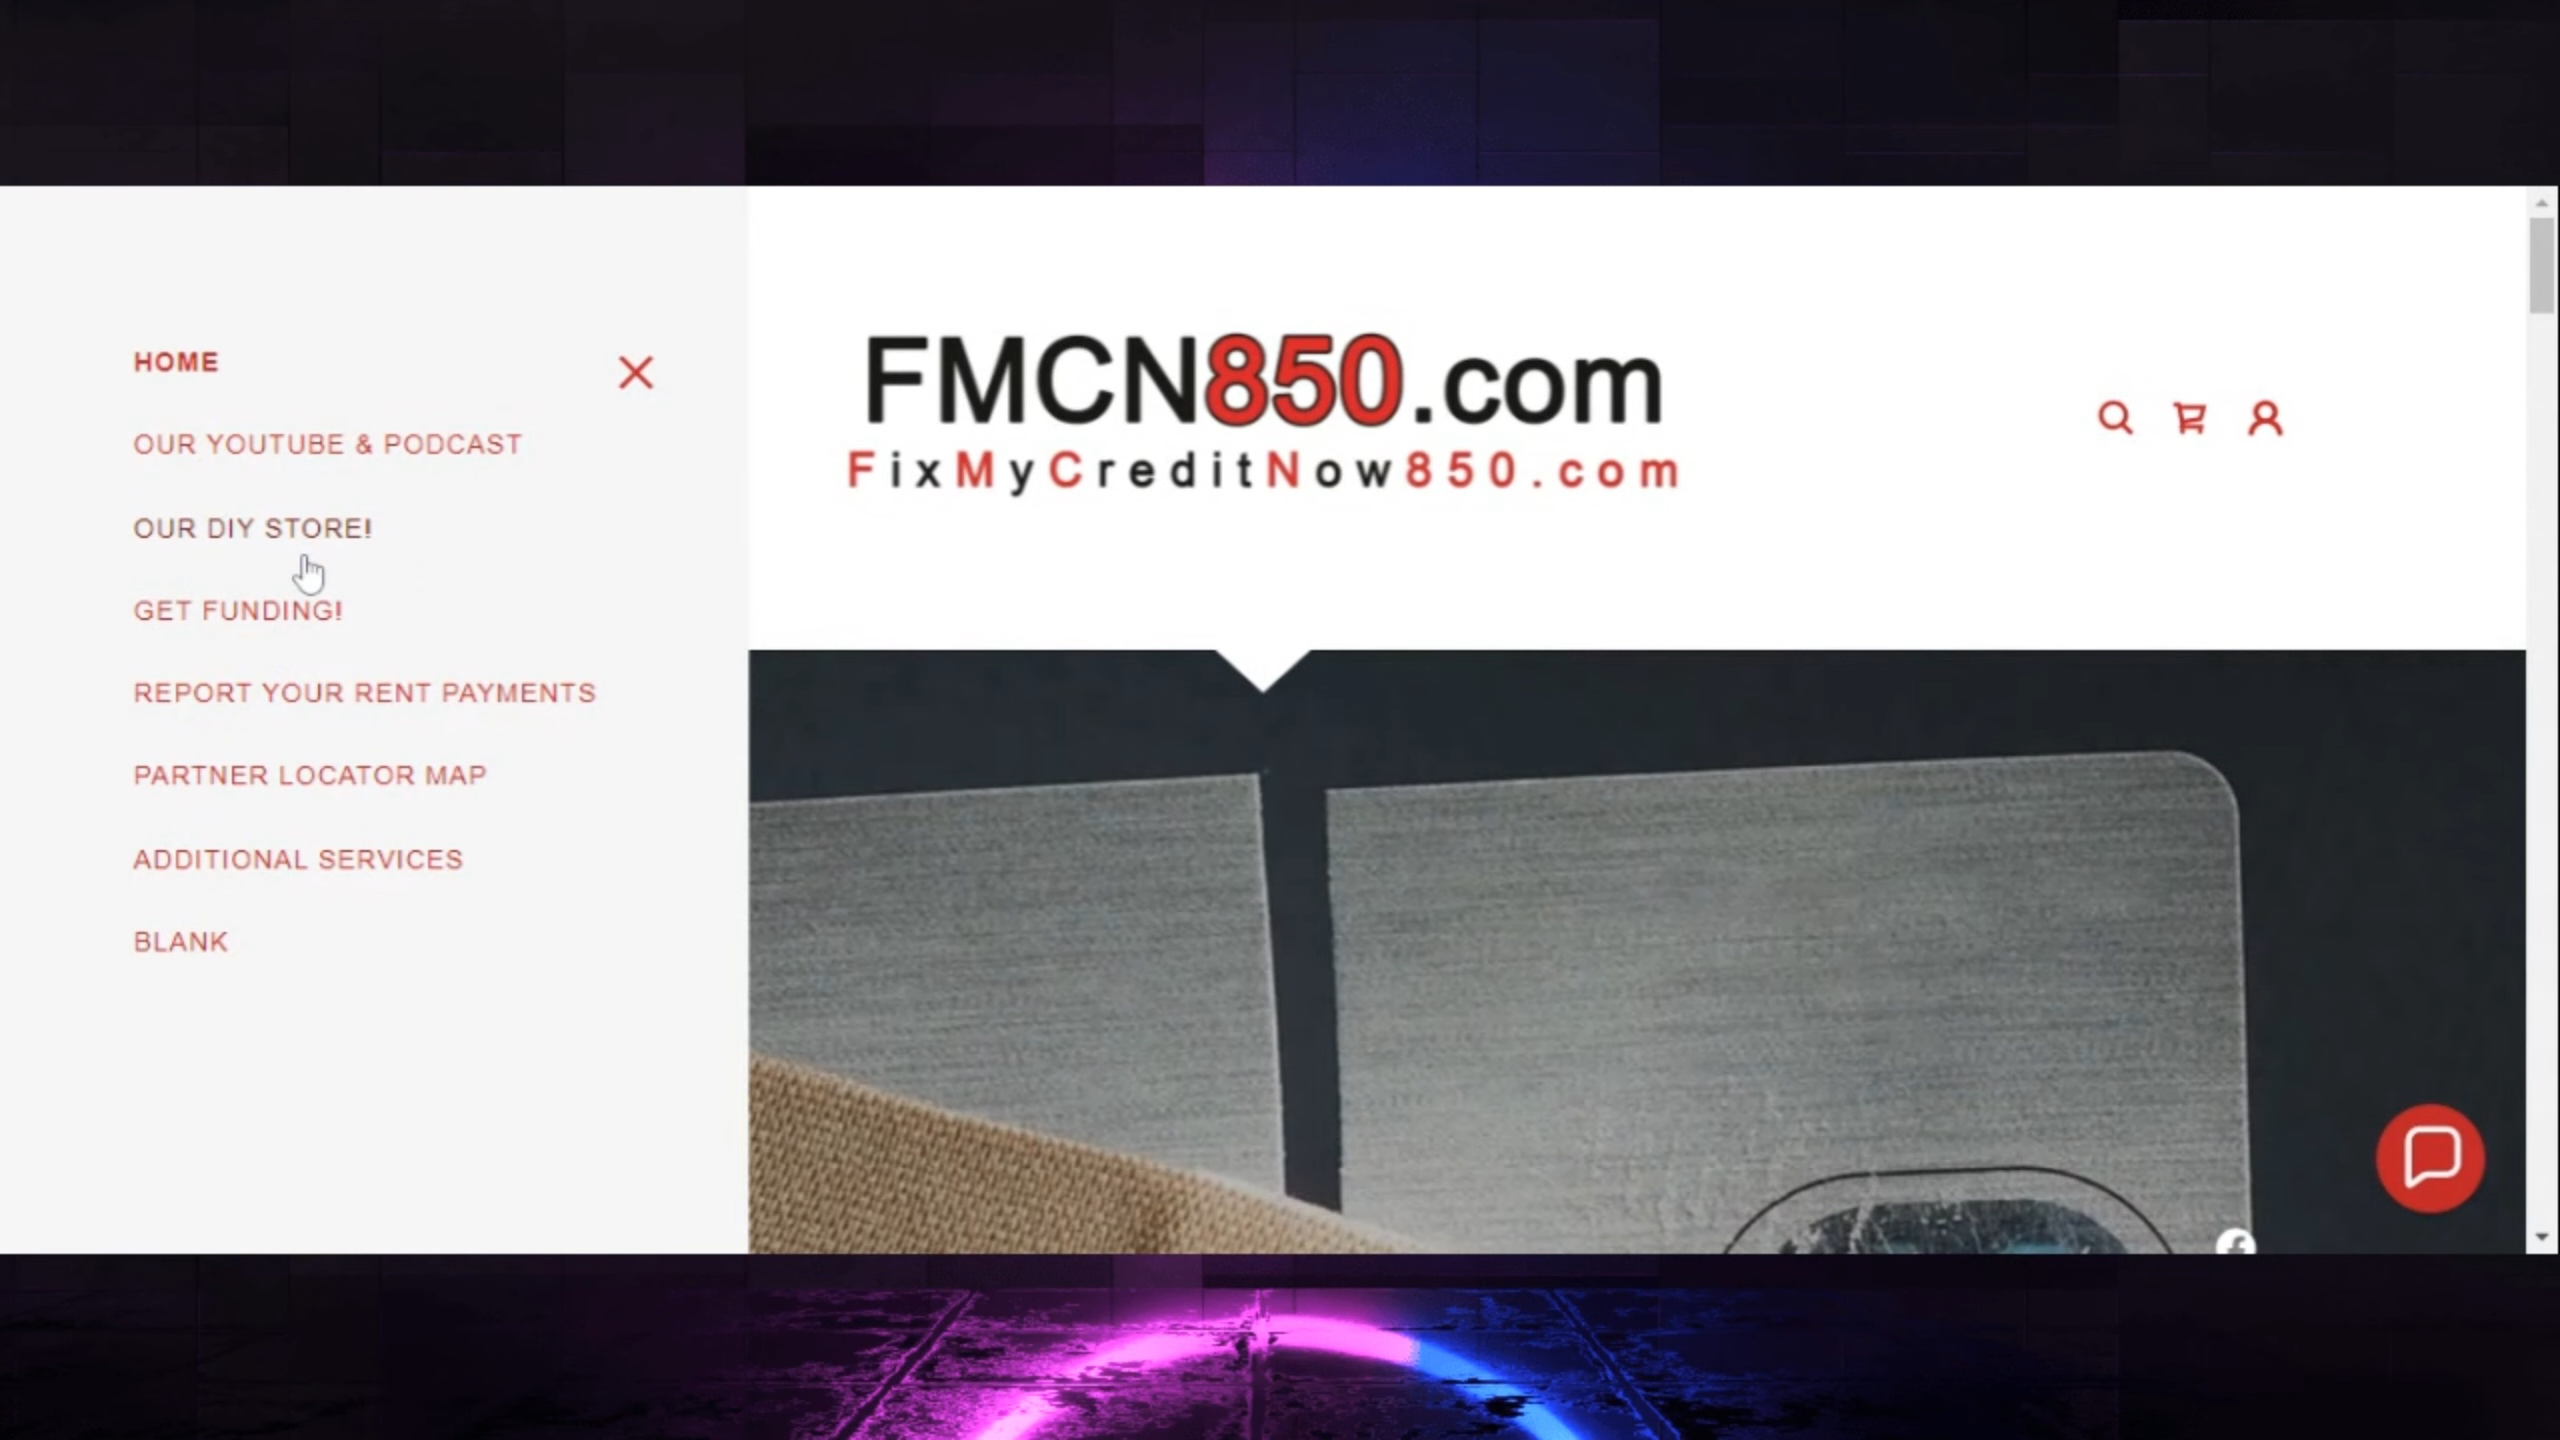 HOME
OUR YOUTUBE & PODCAST
OUR DIY STORE!
GET FUNDING!
REPORT YOUR RENT PAYMENTS
PARTNER LOCATOR MAP
ADDITIONAL SERVICES
BLANK
FMCN850.com
FixMyCreditNow850.com